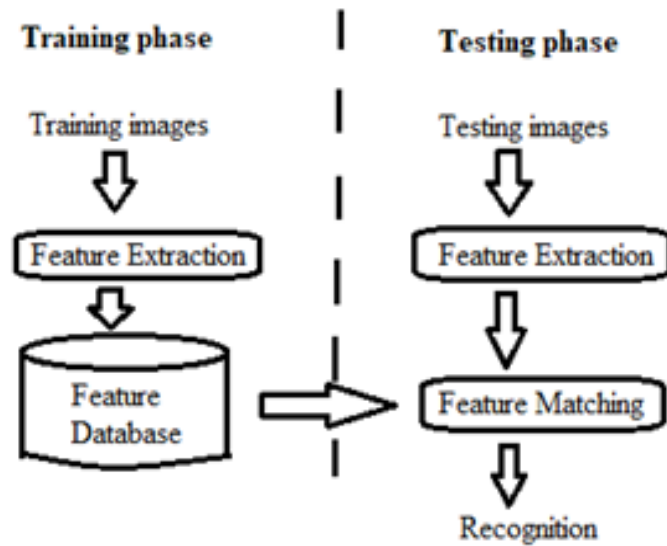 Training phase
Training images
Feature Extraction
Feature
Database
Testing phase
Testing images
Feature Extraction
Feature Matching
Recognition